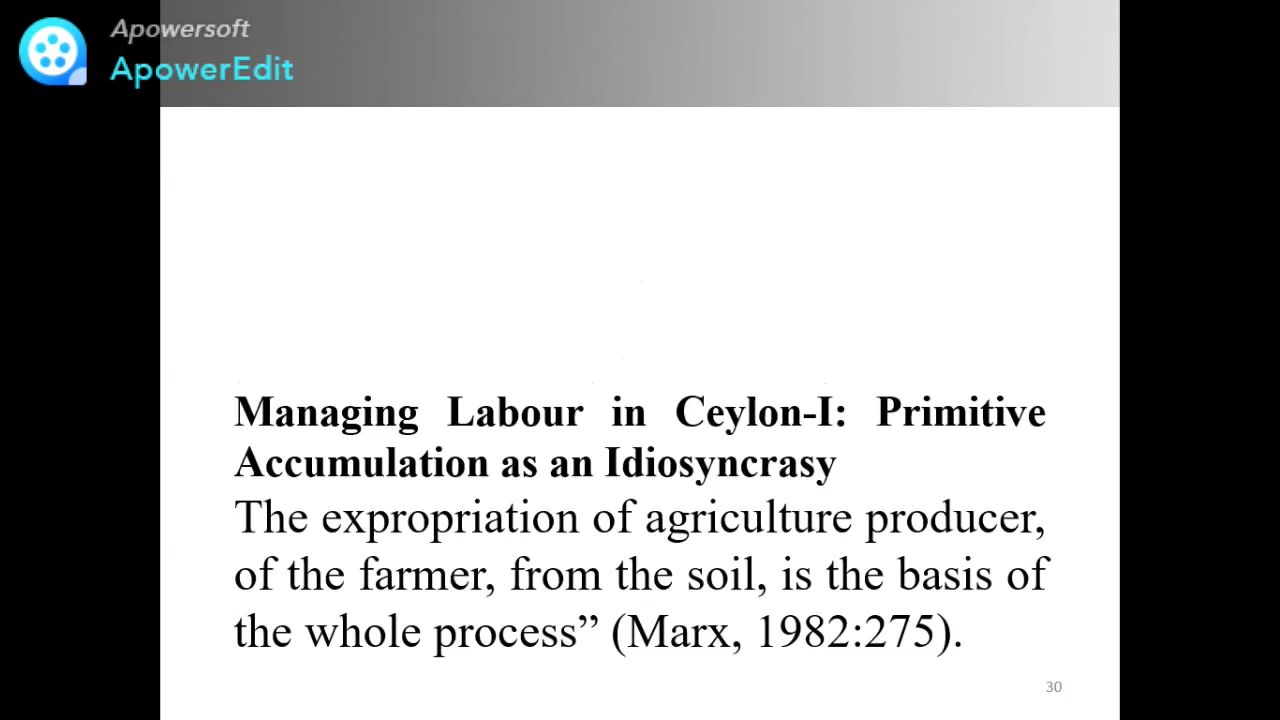 Apowersoft
ApowerEdit
Managing Labour in Ceylon-I: Primitive
Accumulation as an Idiosyncrasy
The expropriation of agriculture producer,
of the farmer, from the soil, is the basis of
the whole process” (Marx, 1982:275).
30